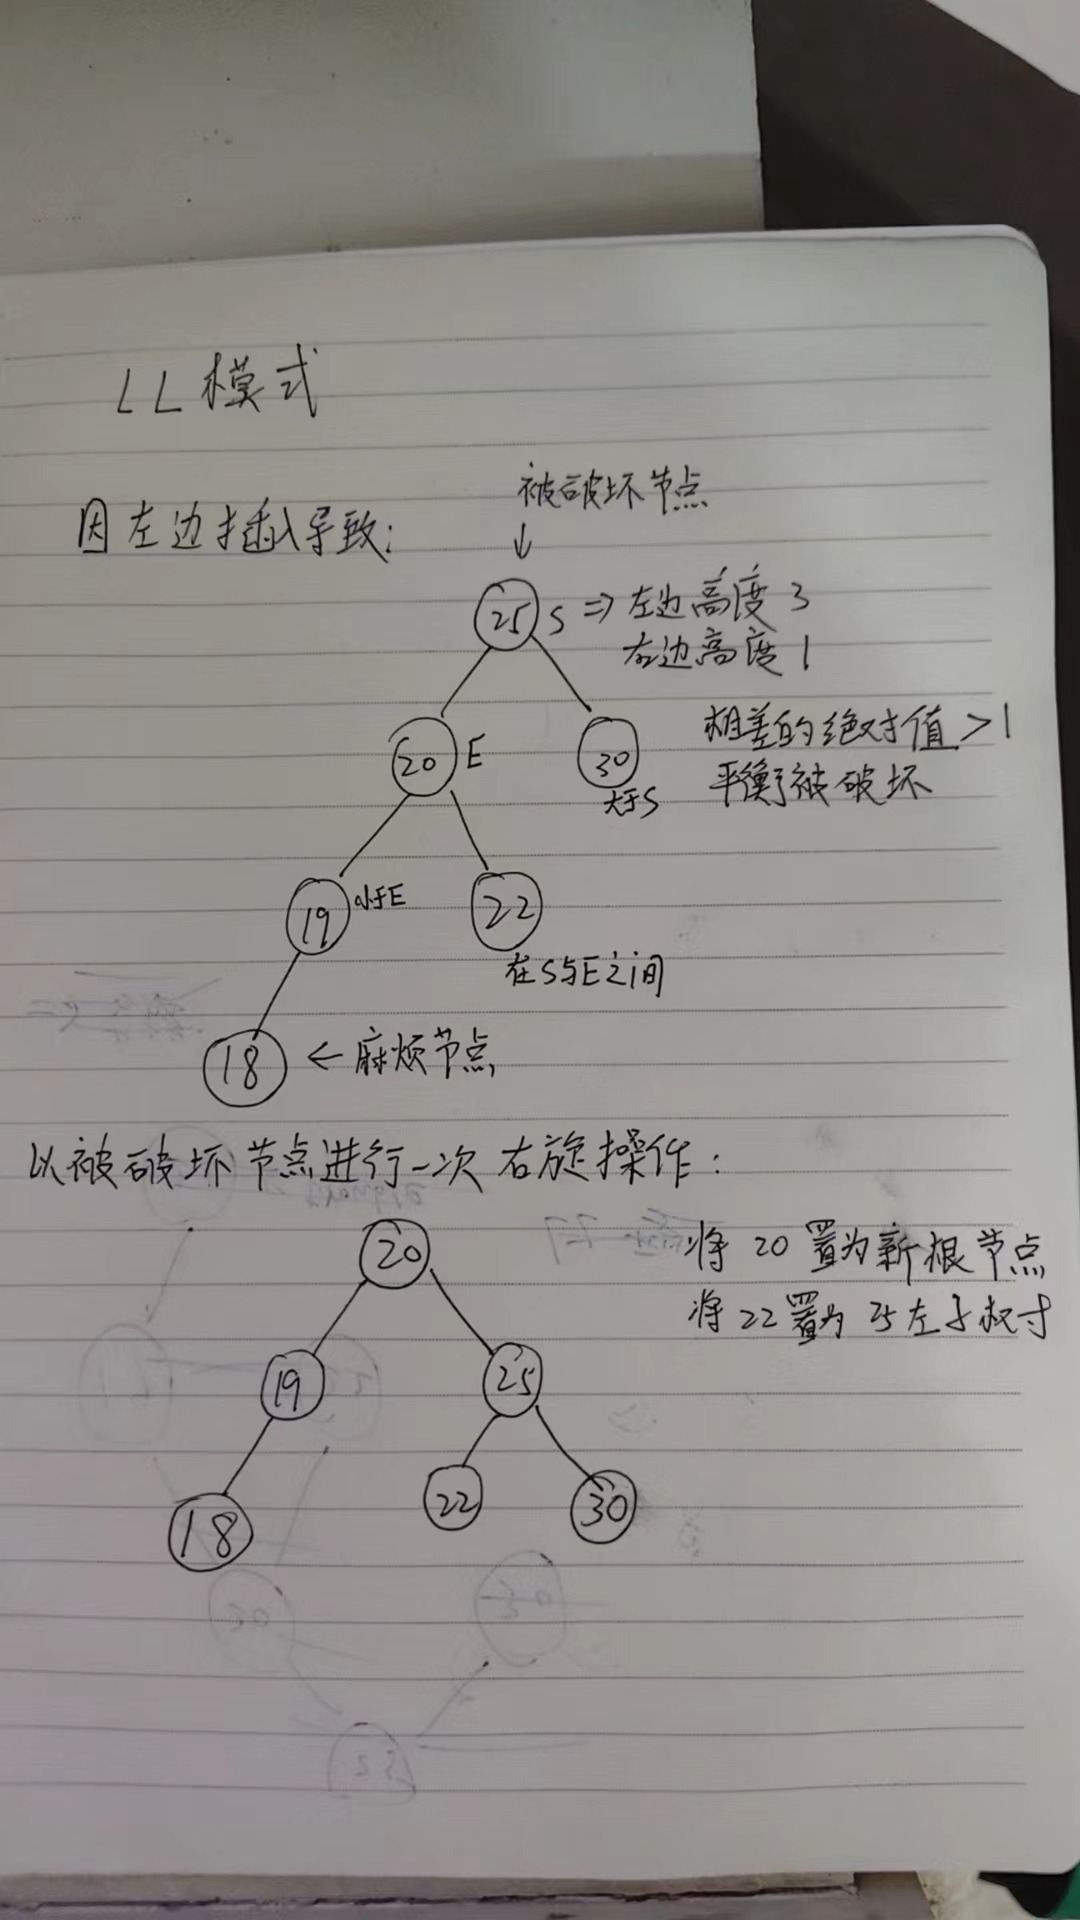 LL模式
被破坏节点
因左边插入导致:
↓
25 S ⇒ 左边高度 3
右边高度 1
相差的绝对值 > 1
20 E
30
大于S
平衡被破坏
19 小于E
22
在S与E之间
18 ← 麻烦节点
以被破坏节点进行一次右旋操作:
20
将 20 置为新根节点
将 22 置为 25 左子树
19
25
22
30
18